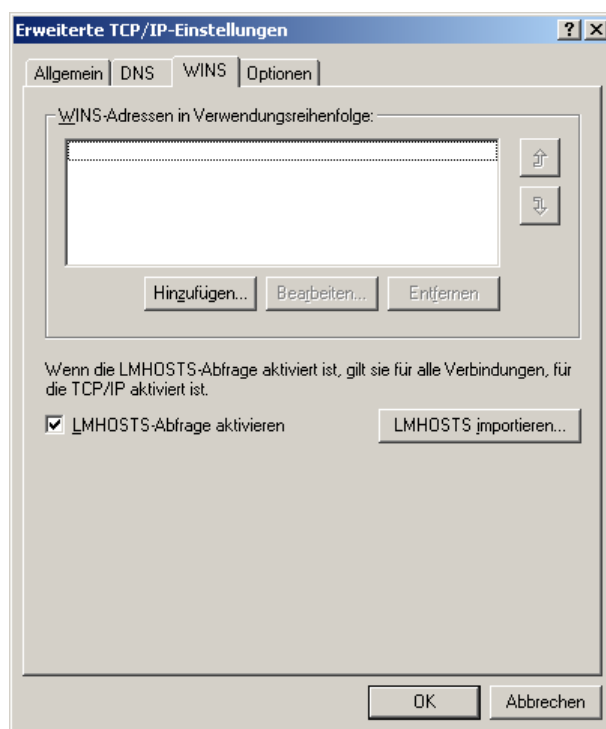 Erweiterte TCP/IP-Einstellungen
Allgemein DNS WINS Optionen
WINS-Adressen in Verwendungsreihenfolge:
Hinzufügen... Bearbeiten... Entfernen
Wenn die LMHOSTS-Abfrage aktiviert ist, gilt sie für alle Verbindungen, für
die TCP/IP aktiviert ist.
LMHOSTS-Abfrage aktivieren LMHOSTS importieren...
OK Abbrechen